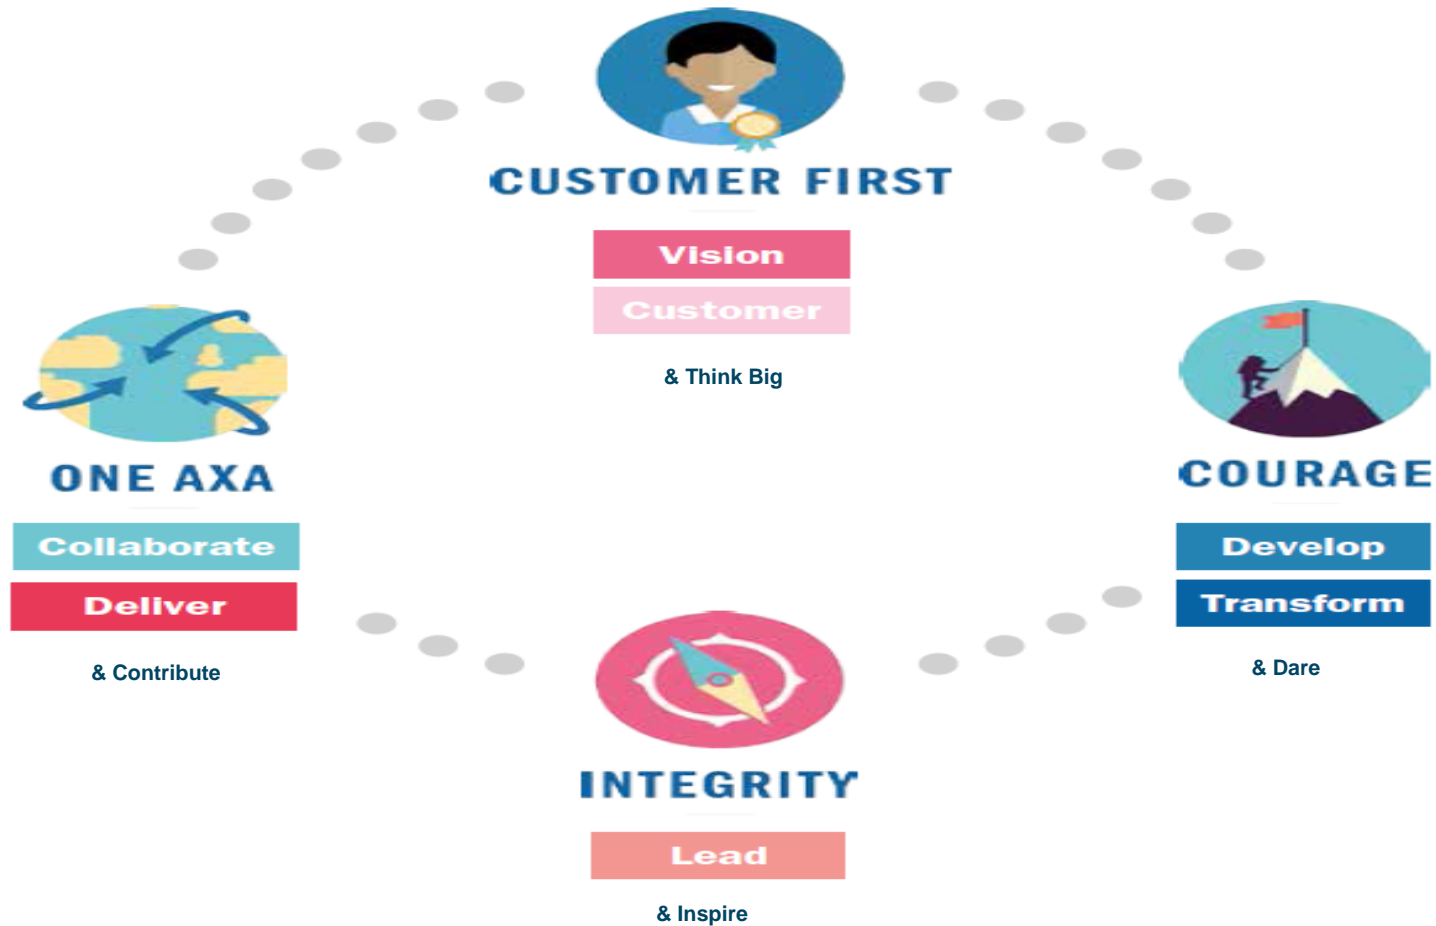 CUSTOMER FIRST
Vision
Customer
& Think Big
ONE AXA
Collaborate
Deliver
& Contribute
COURAGE
Develop
Transform
& Dare
INTEGRITY
Lead
& Inspire